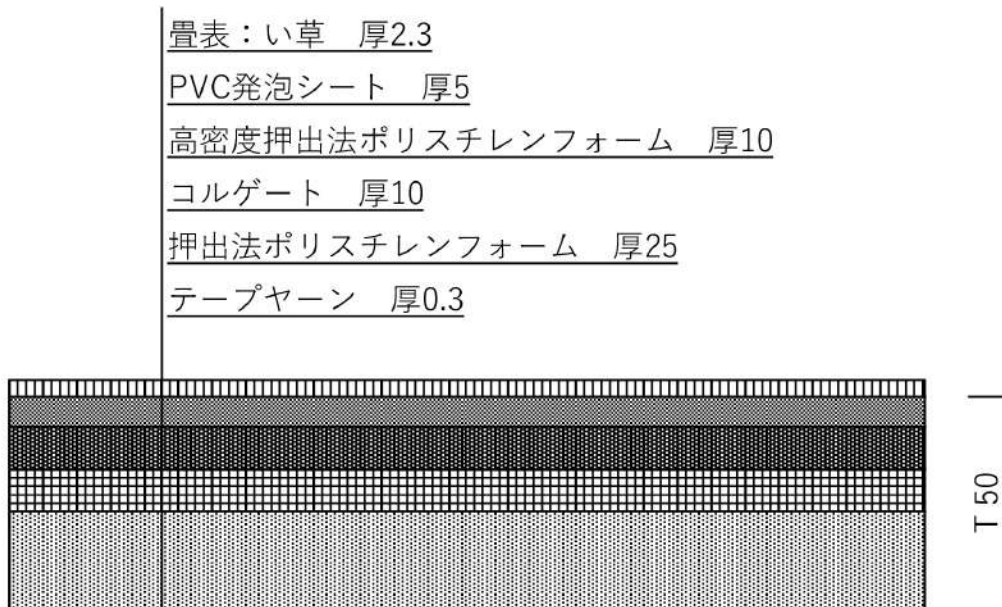 畳表：い草　厚2.3
PVC発泡シート　厚5
高密度押出法ポリスチレンフォーム　厚10
コルゲート　厚10
押出法ポリスチレンフォーム　厚25
テープヤーン　厚0.3
T 50